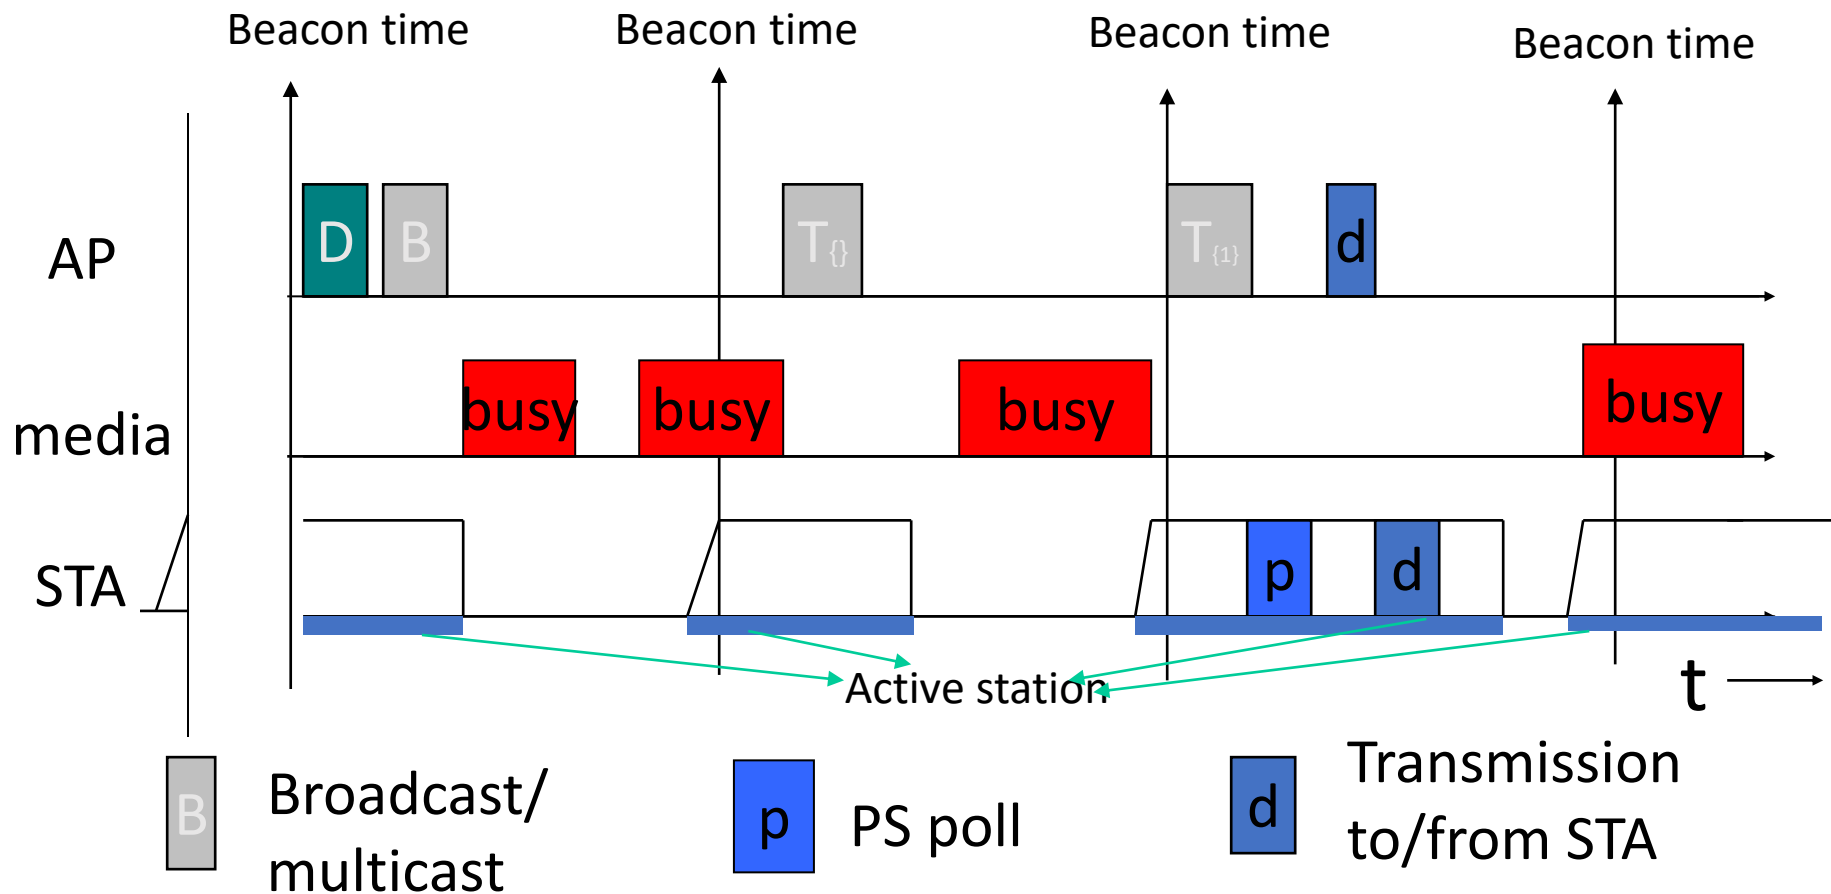 Beacon time
Beacon time
Beacon time
Beacon time
AP
D
B
T{}
T{1}
d
media
busy
busy
busy
busy
STA
p
d
Active station
t
B
Broadcast/
multicast
p
PS poll
d
Transmission
to/from STA